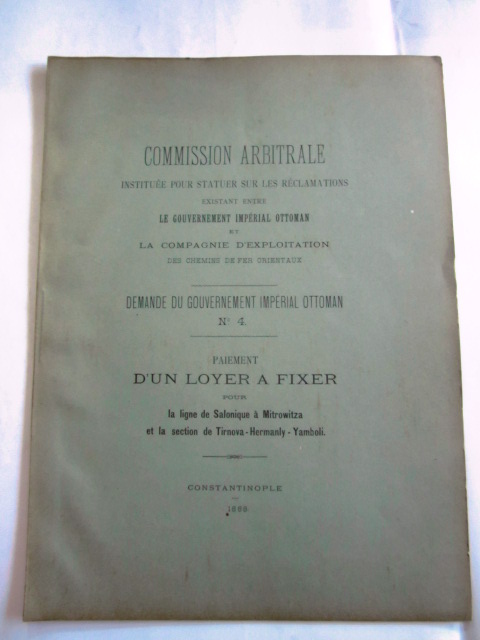 COMMISSION ARBITRALE
INSTITUÉE POUR STATUER SUR LES RÉCLAMATIONS
EXISTANT ENTRE
LE GOUVERNEMENT IMPÉRIAL OTTOMAN
ET
LA COMPAGNIE D'EXPLOITATION
DES CHEMINS DE FER ORIENTAUX
DEMANDE DU GOUVERNEMENT IMPÉRIAL OTTOMAN
Nº 4.
PAIEMENT
D'UN LOYER A FIXER
POUR
la ligne de Salonique à Mitrowitza
et la section de Tirnova-Hermanly-Yamboli.
CONSTANTINOPLE